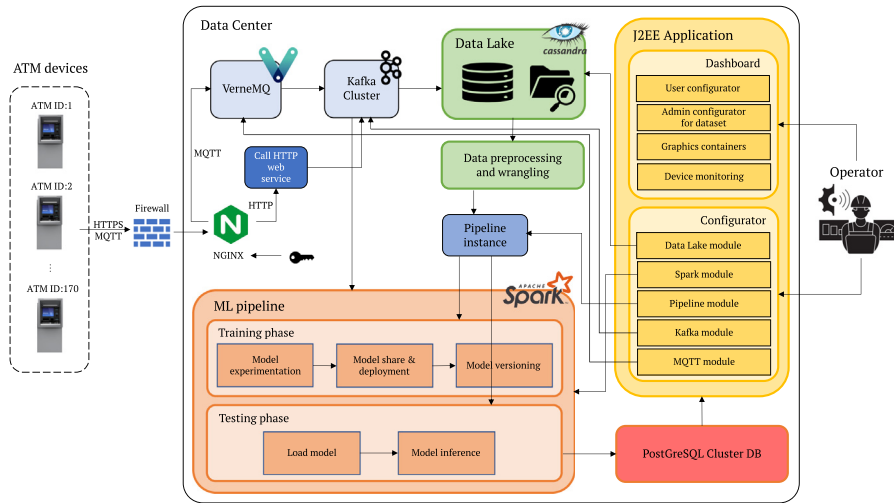 Data Center
ATM devices
ATM ID:1
ATM ID:2
⋮
ATM ID:170
HTTPS
MQTT
Firewall
MQTT
HTTP
N
NGINX
VerneMQ
Call HTTP
web
service
Kafka
Cluster
Data Lake
cassandra
Data preprocessing
and wrangling
Pipeline
instance
APACHE
Spark
ML pipeline
Training phase
Model
experimentation
Model share &
deployment
Model versioning
Testing phase
Load model
Model inference
J2EE Application
Dashboard
User configurator
Admin configurator
for dataset
Graphics containers
Device monitoring
Configurator
Data Lake module
Spark module
Pipeline module
Kafka module
MQTT module
PostGreSQL Cluster DB
Operator